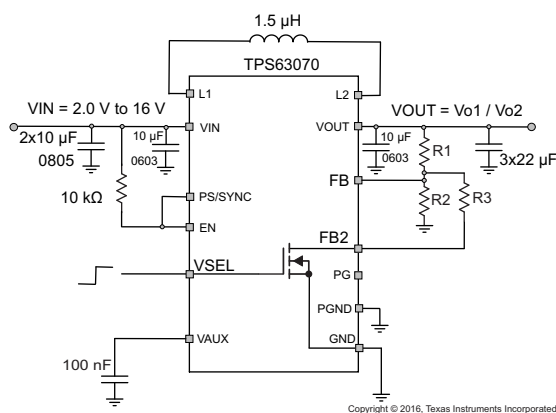 1.5 µH
TPS63070
L1
L2
VIN = 2.0 V to 16 V
VOUT = Vo1 / Vo2
2x10 µF
0805
10 µF
0603
VIN
VOUT
10 µF
0603
R1
3x22 µF
FB
10 kΩ
PS/SYNC
R2
R3
EN
FB2
VSEL
PG
PGND
VAUX
GND
100 nF
Copyright © 2016, Texas Instruments Incorporated